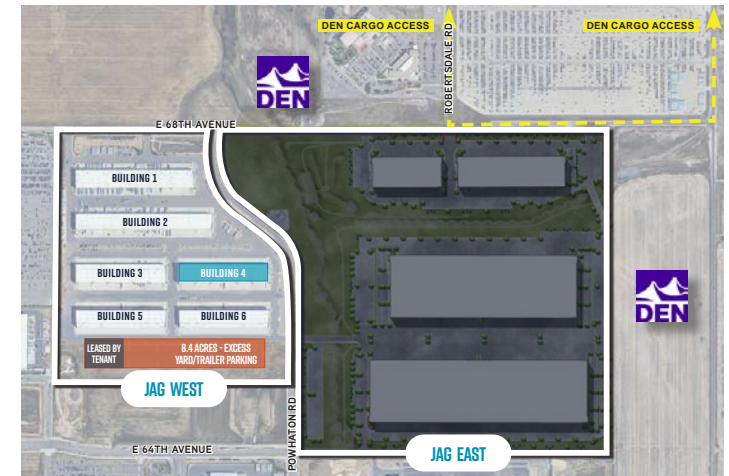 DEN CARGO ACCESS
DEN CARGO ACCESS
ROBERTSDALE RD
DEN
E 68TH AVENUE
BUILDING 1
BUILDING 2
BUILDING 3
BUILDING 4
BUILDING 5
BUILDING 6
DEN
LEASED BY
TENANT
8.4 ACRES - EXCESS
YARD/TRAILER PARKING
JAG WEST
POWHATON RD
E 64TH AVENUE
JAG EAST